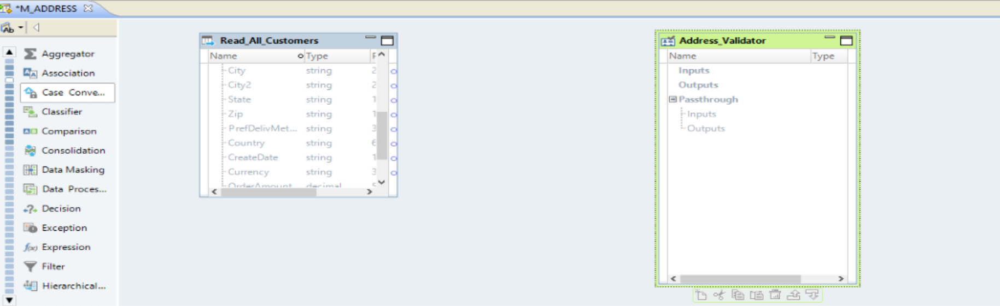 *M_ADDRESS
Aggregator
Association
Case Conve...
Classifier
Comparison
Consolidation
Data Masking
Data Proces...
Decision
Exception
Expression
Filter
Hierarchical...
Read_All_Customers
Name Type
City string 2
City2 string 2
State string 1
Zip string 1
PrefDelivMet... string 3
Country string 6
CreateDate string 1
Currency string 3
OrderAmount decimal 5
Address_Validator
Name Type
Inputs
Outputs
Passthrough
Inputs
Outputs